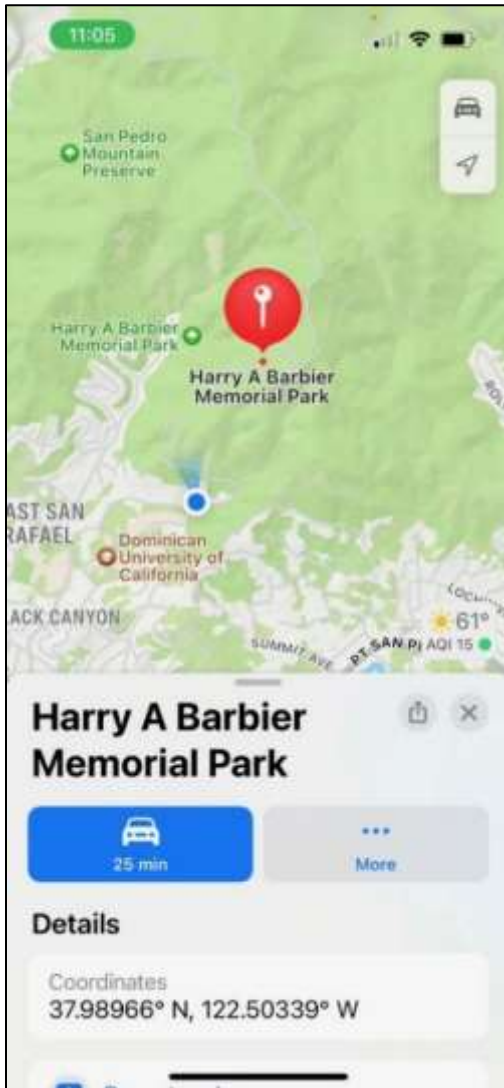 11:05
San Pedro
Mountain
Preserve
Harry A Barbier
Memorial Park
Harry A Barbier
Memorial Park
AST SAN
RAFAEL
Dominican
University of
California
ACK CANYON
SUMMIT AVE
PT SAN P
61°
AQI 15
Harry A Barbier
Memorial Park
25 min
More
Details
Coordinates
37.98966° N, 122.50339° W